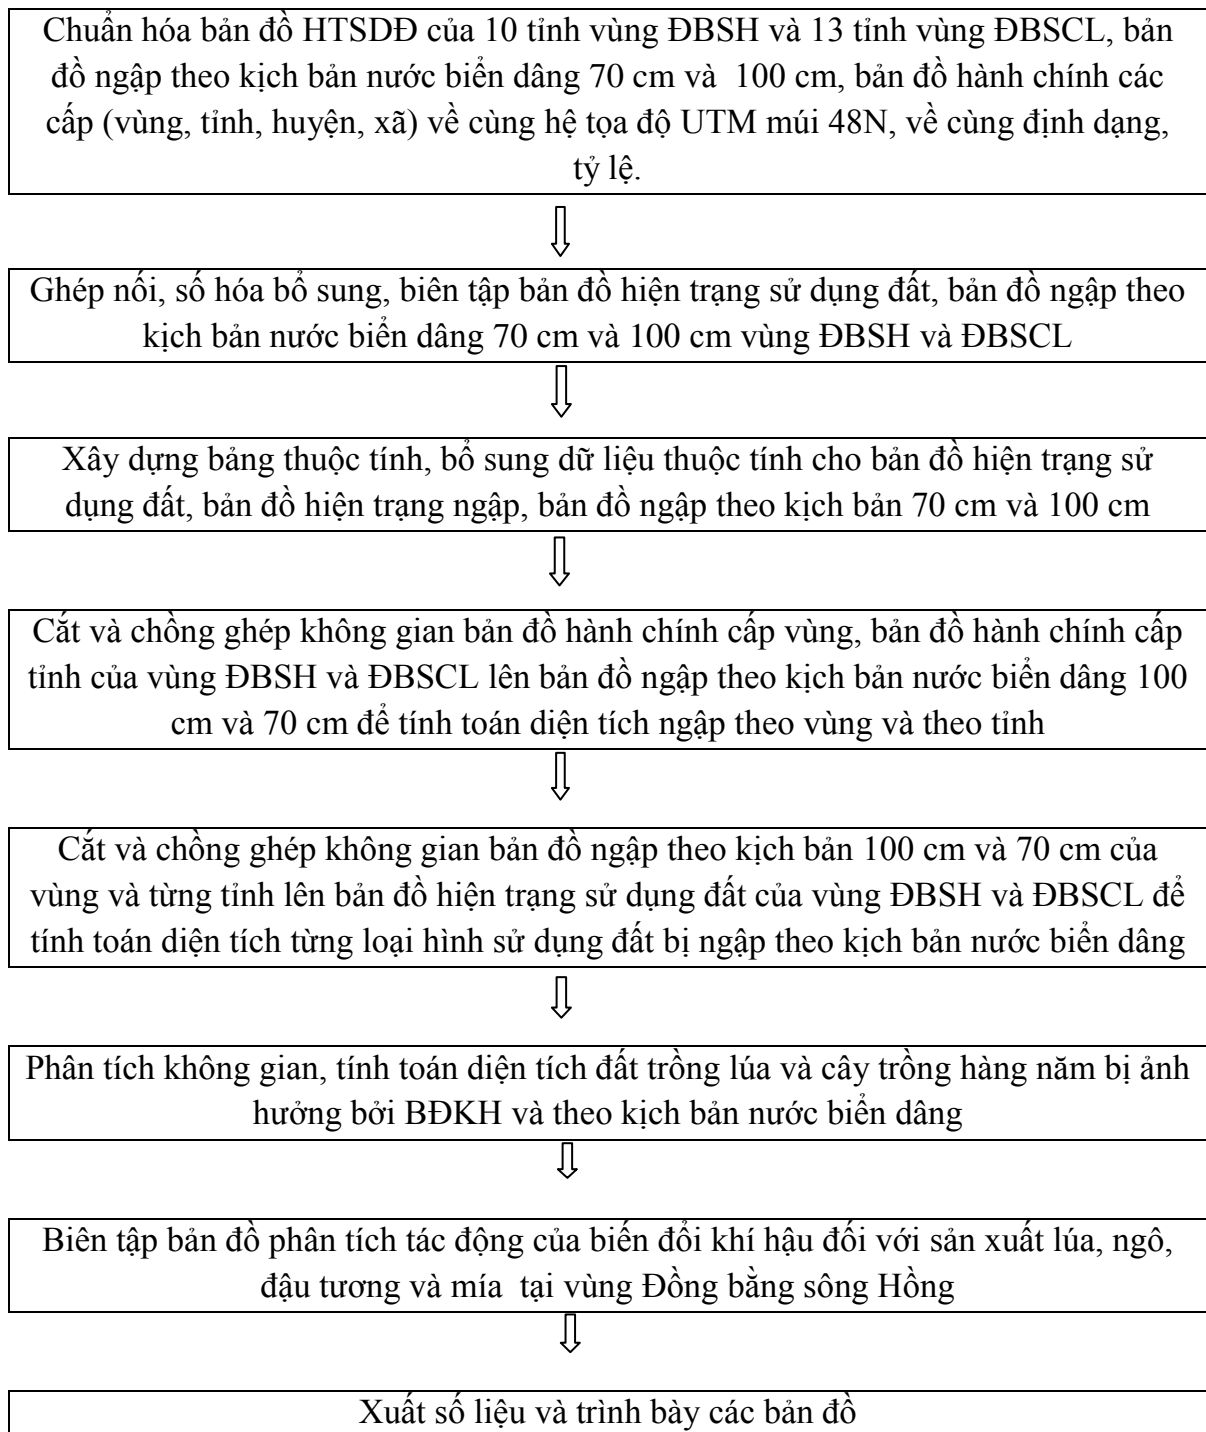 Chuẩn hóa bản đồ HTSDĐ của 10 tỉnh vùng ĐBSH và 13 tỉnh vùng ĐBSCL, bản
đồ ngập theo kịch bản nước biển dâng 70 cm và 100 cm, bản đồ hành chính các
cấp (vùng, tỉnh, huyện, xã) về cùng hệ tọa độ UTM múi 48N, về cùng định dạng,
tỷ lệ.
Ghép nối, số hóa bổ sung, biên tập bản đồ hiện trạng sử dụng đất, bản đồ ngập theo
kịch bản nước biển dâng 70 cm và 100 cm vùng ĐBSH và ĐBSCL
Xây dựng bảng thuộc tính, bổ sung dữ liệu thuộc tính cho bản đồ hiện trạng sử
dụng đất, bản đồ hiện trạng ngập, bản đồ ngập theo kịch bản 70 cm và 100 cm
Cắt và chồng ghép không gian bản đồ hành chính cấp vùng, bản đồ hành chính cấp
tỉnh của vùng ĐBSH và ĐBSCL lên bản đồ ngập theo kịch bản nước biển dâng 100
cm và 70 cm để tính toán diện tích ngập theo vùng và theo tỉnh
Cắt và chồng ghép không gian bản đồ ngập theo kịch bản 100 cm và 70 cm của
vùng và từng tỉnh lên bản đồ hiện trạng sử dụng đất của vùng ĐBSH và ĐBSCL để
tính toán diện tích từng loại hình sử dụng đất bị ngập theo kịch bản nước biển dâng
Phân tích không gian, tính toán diện tích đất trồng lúa và cây trồng hàng năm bị ảnh
hưởng bởi BĐKH và theo kịch bản nước biển dâng
Biên tập bản đồ phân tích tác động của biến đổi khí hậu đối với sản xuất lúa, ngô,
đậu tương và mía tại vùng Đồng bằng sông Hồng
Xuất số liệu và trình bày các bản đồ